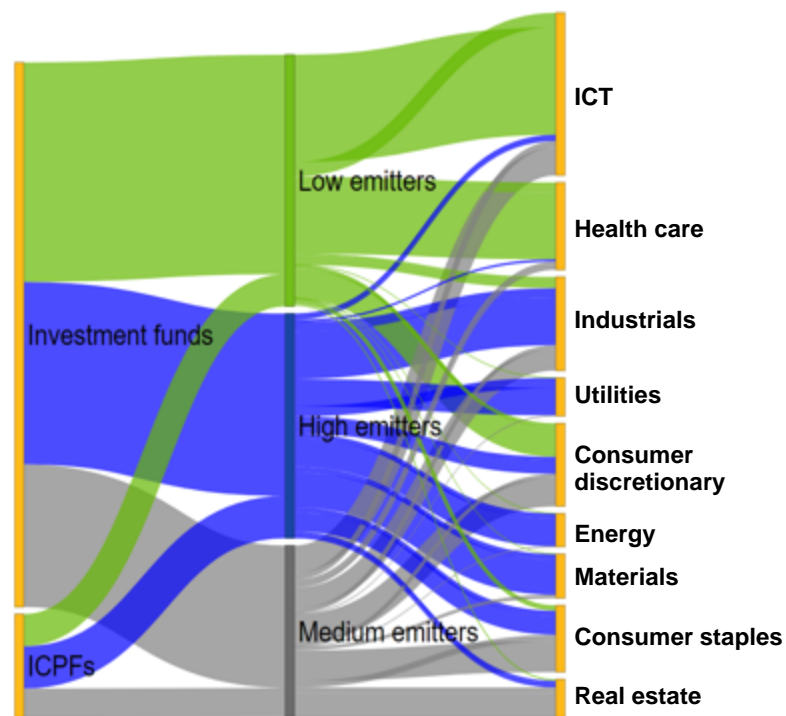 ICT
Low emitters
Health care
Industrials
Investment funds
Utilities
High emitters
Consumer
discretionary
Energy
Materials
Medium emitters
Consumer staples
ICPFs
Real estate